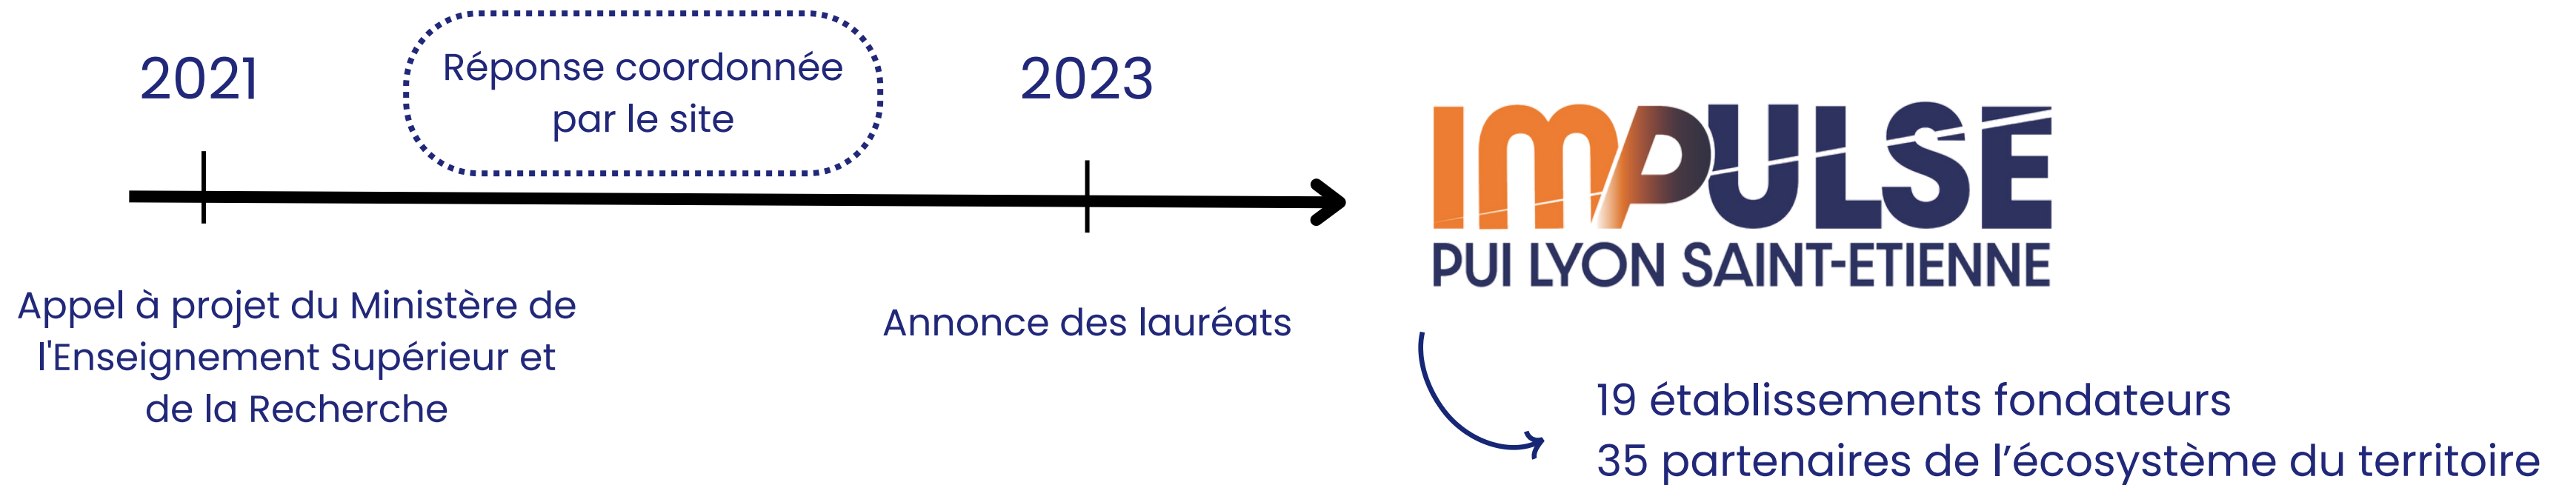 2021
Réponse coordonnée
par le site
2023
Appel à projet du Ministère de
l'Enseignement Supérieur et
de la Recherche
Annonce des lauréats
IMPULSE
PUI LYON SAINT-ETIENNE
19 établissements fondateurs
35 partenaires de l’écosystème du territoire